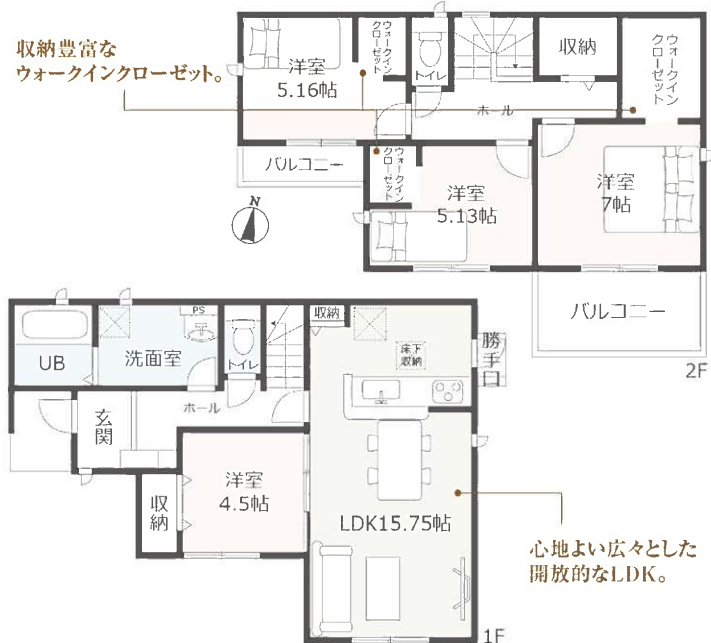 収納豊富な
ウォークインクローゼット。
洋室
5.16帖
ウォークイン
クローゼット
トイレ
収納
ウォークイン
クローゼット
ホール
バルコニー
ウォークイン
クローゼット
洋室
5.13帖
洋室
7帖
N
バルコニー
2F
UB
洗面室
PS
トイレ
収納
床下
収納
勝手口
ホール
玄関
洋室
4.5帖
収納
LDK15.75帖
心地よい広々とした
開放的なLDK。
1F